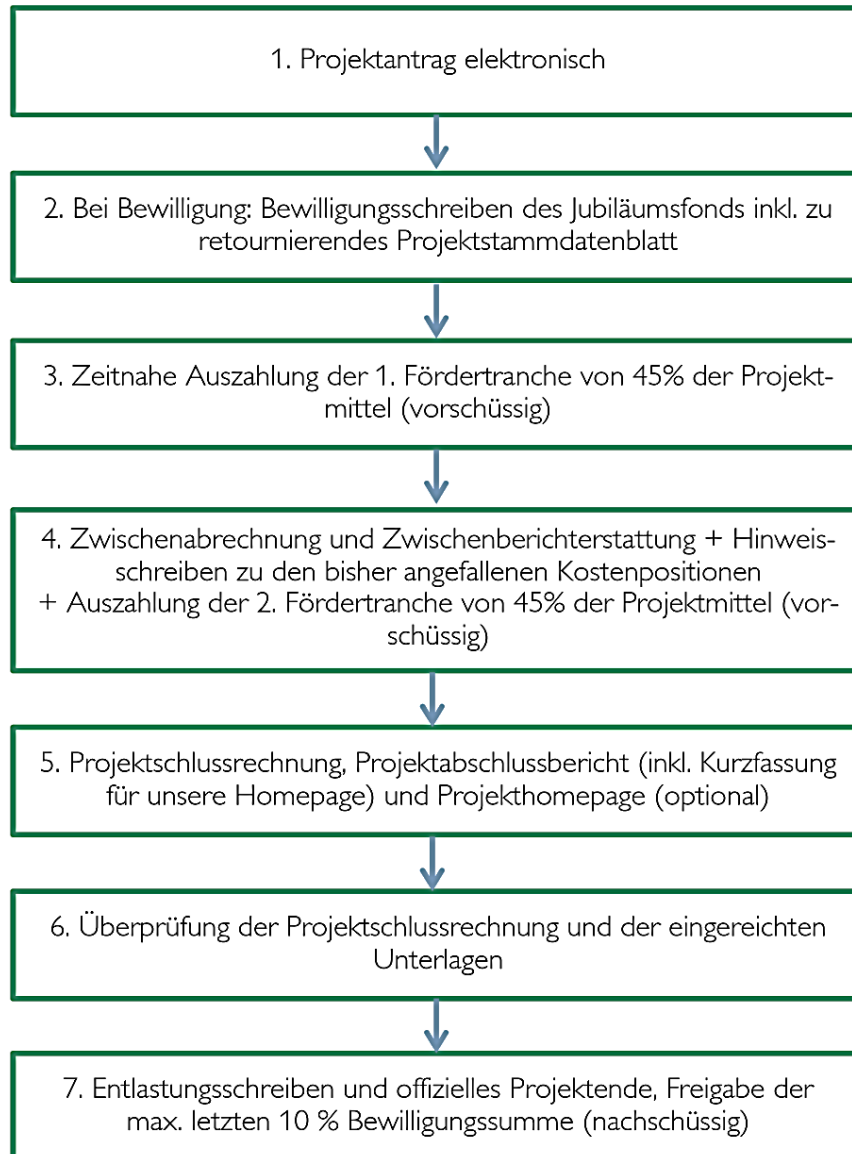 1. Projektantrag elektronisch
2. Bei Bewilligung: Bewilligungsschreiben des Jubiläumsfonds inkl. zu
retournierendes Projektstammdatenblatt
3. Zeitnahe Auszahlung der 1. Fördertranche von 45% der Projekt-
mittel (vorschüssig)
4. Zwischenabrechnung und Zwischenberichterstattung + Hinweis-
schreiben zu den bisher angefallenen Kostenpositionen
+ Auszahlung der 2. Fördertranche von 45% der Projektmittel (vor-
schüssig)
5. Projektschlussrechnung, Projektabschlussbericht (inkl. Kurzfassung
für unsere Homepage) und Projekthomepage (optional)
6. Überprüfung der Projektschlussrechnung und der eingereichten
Unterlagen
7. Entlastungsschreiben und offizielles Projektende, Freigabe der
max. letzten 10 % Bewilligungssumme (nachschüssig)